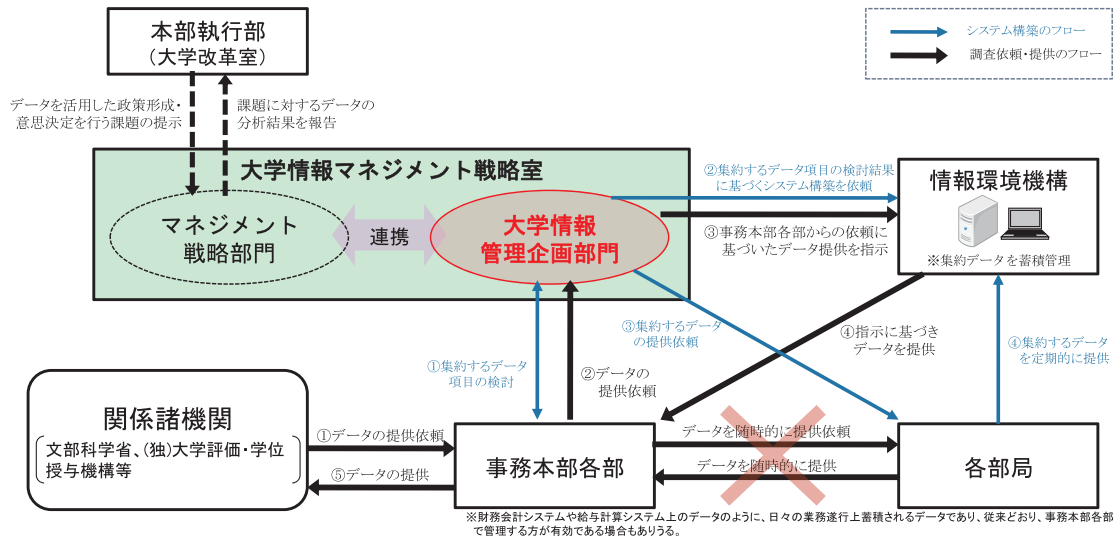 本部執行部
(大学改革室)
システム構築のフロー
調査依頼・提供のフロー
データを活用した政策形成・
意思決定を行う課題の提示
課題に対するデータの
分析結果を報告
大学情報マネジメント戦略室
マネジメント
戦略部門
連携
大学情報
管理企画部門
②集約するデータ項目の検討結果
に基づくシステム構築を依頼
③事務本部各部からの依頼に
基づいたデータ提供を指示
情報環境機構
※集約データを蓄積管理
①集約するデータ
項目の検討
②データの
提供依頼
③集約するデータ
の提供依頼
④指示に基づき
データを提供
④集約するデータ
を定期的に提供
関係諸機関
文部科学省、(独)大学評価・学位
授与機構等
①データの提供依頼
⑤データの提供
事務本部各部
データを随時的に提供依頼
データを随時的に提供
各部局
※財務会計システムや給与計算システム上のデータのように、日々の業務遂行上蓄積されるデータであり、従来どおり、事務本部各部
で管理する方が有効である場合もありうる。